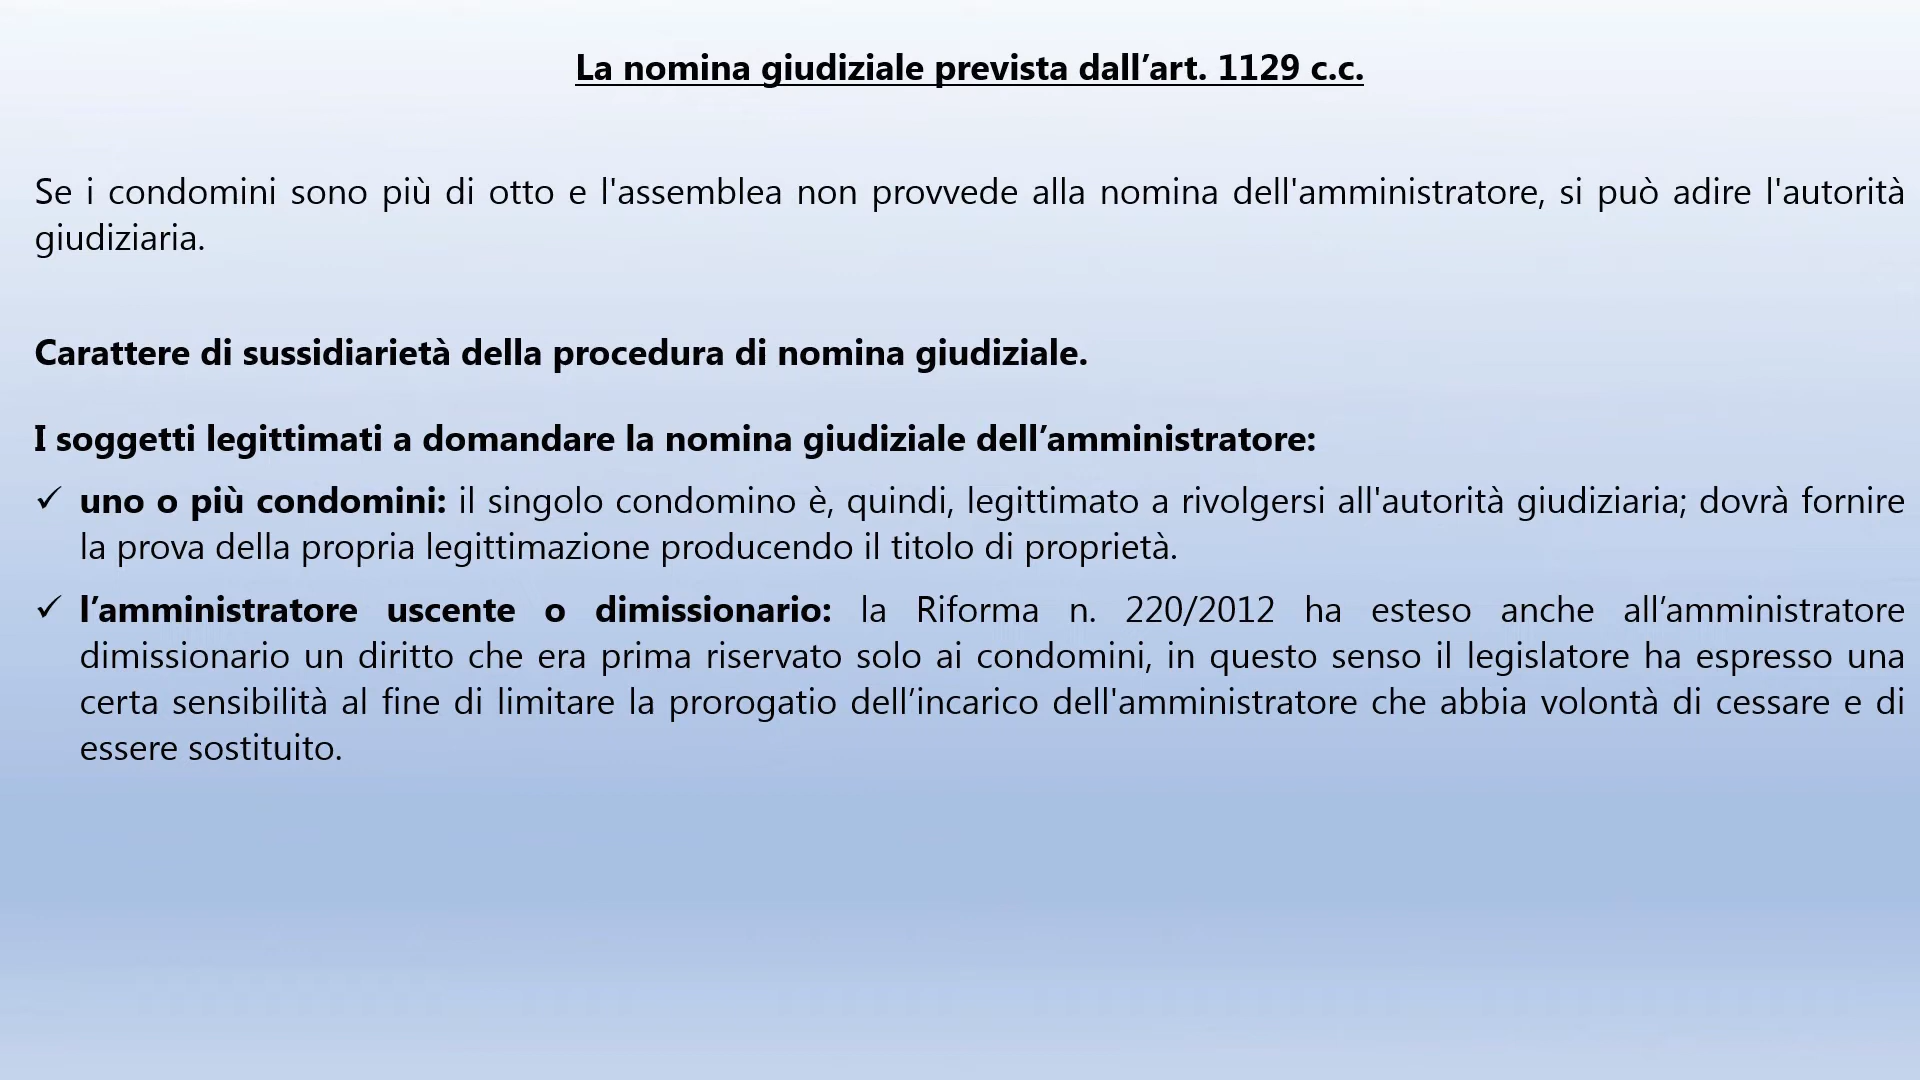 La nomina giudiziale prevista dall’art. 1129 c.c.
Se i condomini sono più di otto e l'assemblea non provvede alla nomina dell'amministratore, si può adire l'autorità
giudiziaria.
Carattere di sussidiarietà della procedura di nomina giudiziale.
I soggetti legittimati a domandare la nomina giudiziale dell’amministratore:
✓ uno o più condomini: il singolo condomino è, quindi, legittimato a rivolgersi all'autorità giudiziaria; dovrà fornire
la prova della propria legittimazione producendo il titolo di proprietà.
✓ l’amministratore uscente o dimissionario: la Riforma n. 220/2012 ha esteso anche all’amministratore
dimissionario un diritto che era prima riservato solo ai condomini, in questo senso il legislatore ha espresso una
certa sensibilità al fine di limitare la prorogatio dell’incarico dell'amministratore che abbia volontà di cessare e di
essere sostituito.